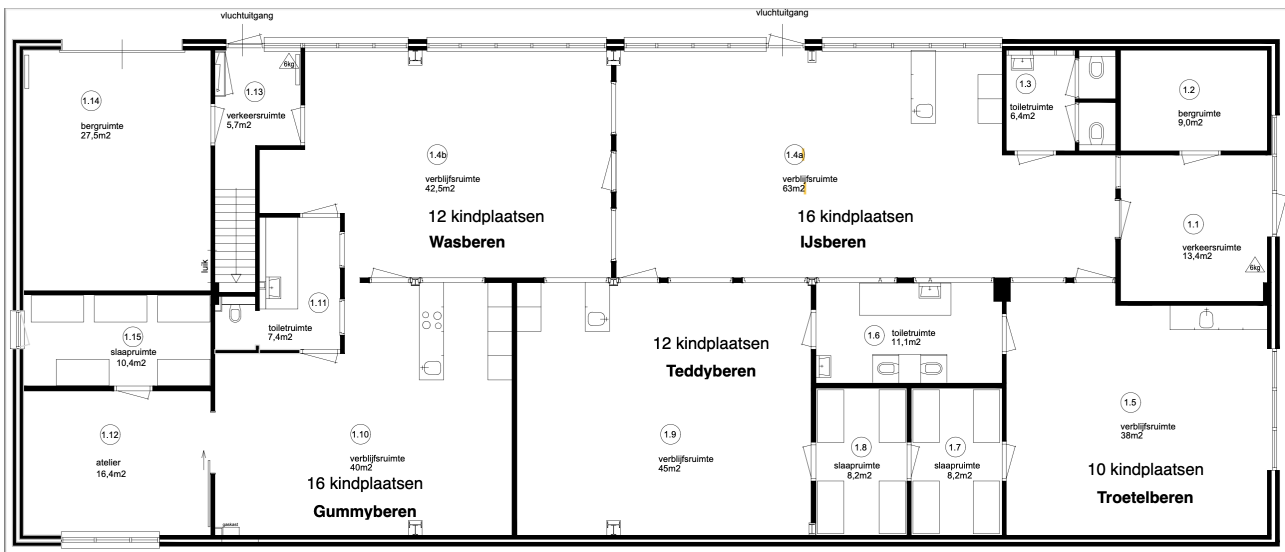 vluchtuitgang
vluchtuitgang
6kg
1.14
bergruimte
27,5m2
1.13
verkeersruimte
5,7m2
1.4b
verblijfsruimte
42,5m2
12 kindplaatsen
Wasberen
1.4a
verblijfsruimte
63m2
16 kindplaatsen
IJsberen
1.3
toiletruimte
6,4m2
1.2
bergruimte
9,0m2
1.1
verkeersruimte
13,4m2
6kg
luik
1.15
slaapruimte
10,4m2
1.11
toiletruimte
7,4m2
12 kindplaatsen
Teddyberen
1.6
toiletruimte
11,1m2
1.12
atelier
16,4m2
1.10
verblijfsruimte
40m2
16 kindplaatsen
Gummyberen
gaskast
1.9
verblijfsruimte
45m2
1.8
slaapruimte
8,2m2
1.7
slaapruimte
8,2m2
1.5
verblijfsruimte
38m2
10 kindplaatsen
Troetelberen